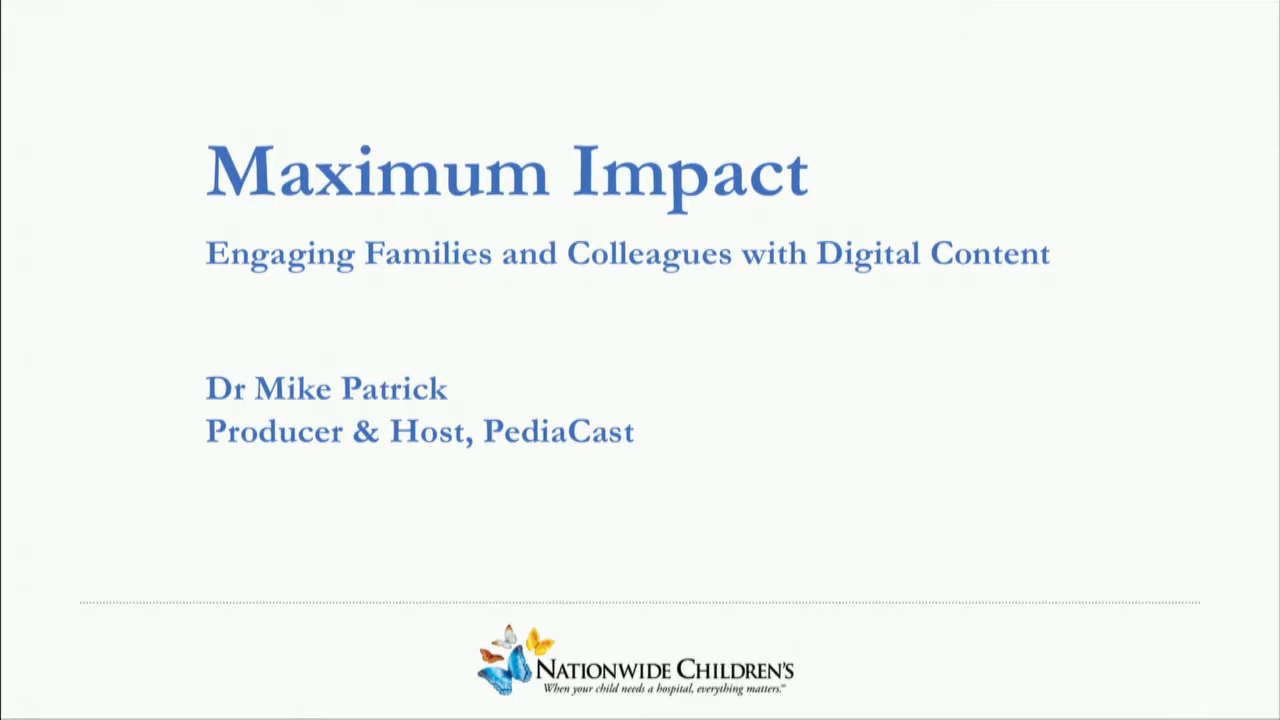 Maximum Impact
Engaging Families and Colleagues with Digital Content
Dr Mike Patrick
Producer & Host, PediaCast
NATIONWIDE CHILDREN'S
When your child needs a hospital, everything matters.™